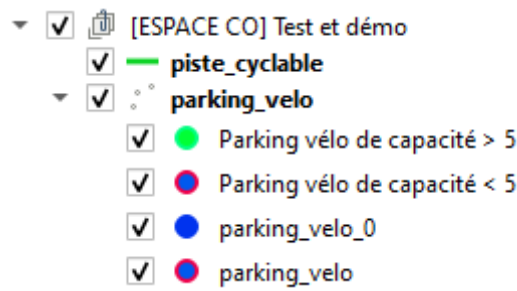 [ESPACE CO] Test et démo
piste_cyclable
parking_velo
Parking vélo de capacité > 5
Parking vélo de capacité < 5
parking_velo_0
parking_velo